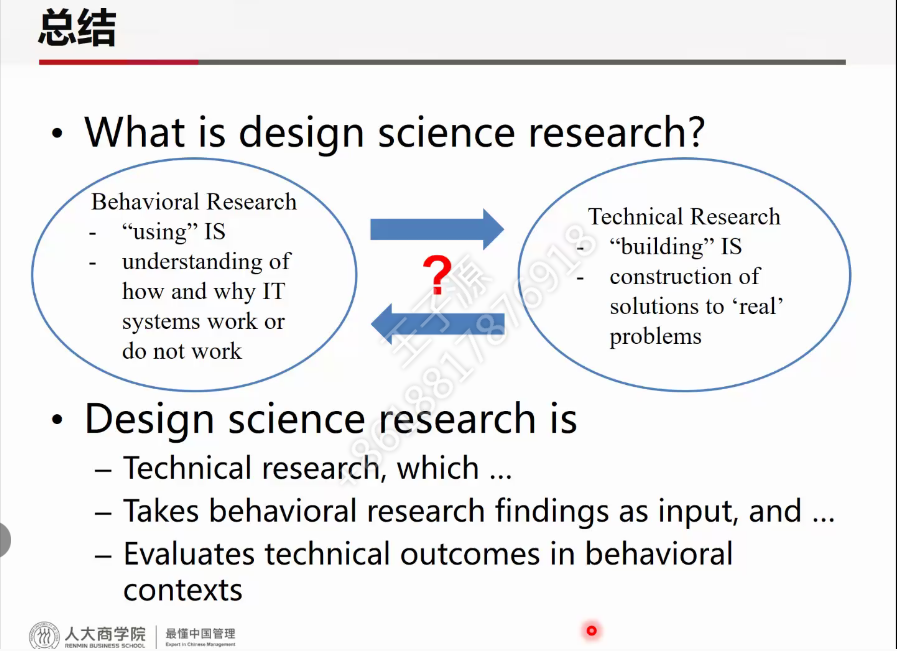 总结
• What is design science research?
Behavioral Research
- “using” IS
- understanding of
how and why IT
systems work or
do not work
?
Technical Research
- “building” IS
- construction of
solutions to ‘real’
problems
• Design science research is
– Technical research, which …
– Takes behavioral research findings as input, and …
– Evaluates technical outcomes in behavioral
contexts
王子源
+8618817876918
人大商学院
RENMIN BUSINESS SCHOOL
最懂中国管理
Expert in Chinese Management